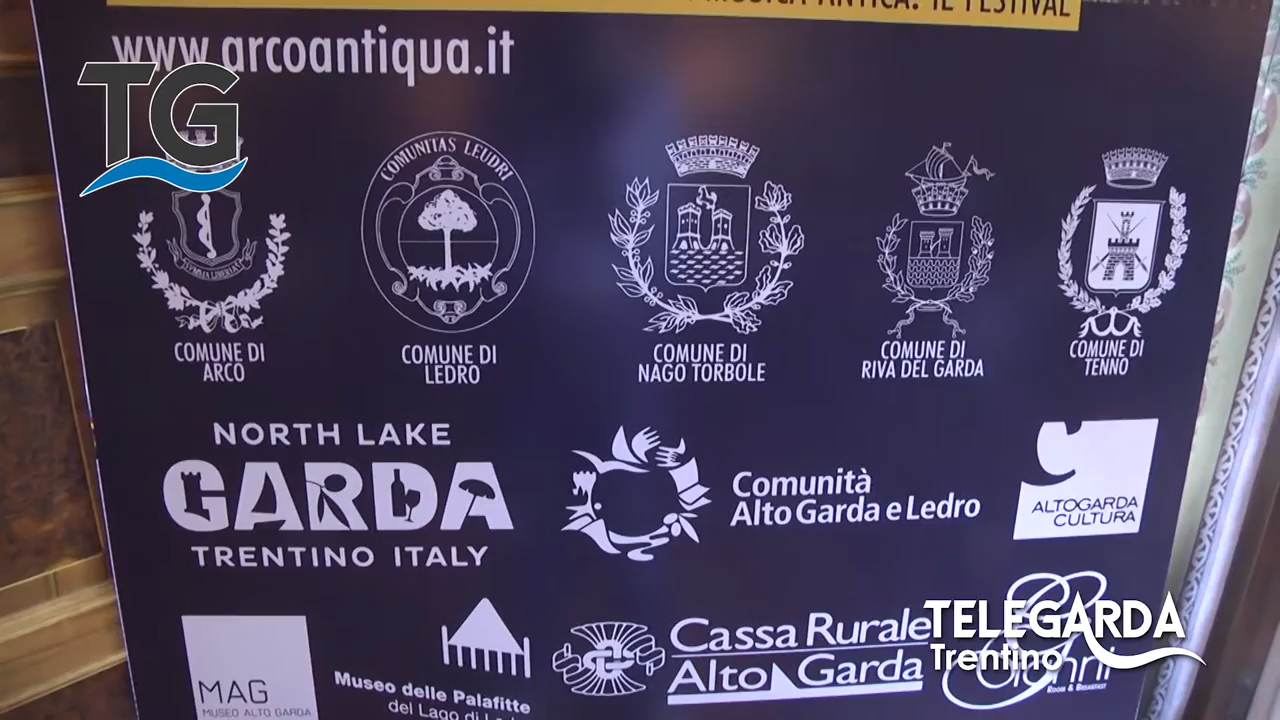 MUSICA ANTICA: IL FESTIVAL
www.arcoantiqua.it
TG
COMUNITAS LEUDRI
COMUNE DI
ARCO
COMUNE DI
LEDRO
COMUNE DI
NAGO TORBOLE
COMUNE DI
RIVA DEL GARDA
COMUNE DI
TENNO
NORTH LAKE
GARDA
TRENTINO ITALY
Comunità
Alto Garda e Ledro
ALTOGARDA
CULTURA
MAG
MUSEO ALTO GARDA
Museo delle Palafitte
del Lago di
Cassa Rurale
Alto Garda
ROOM & BREAKFAST
TELEGARDA
Trentino